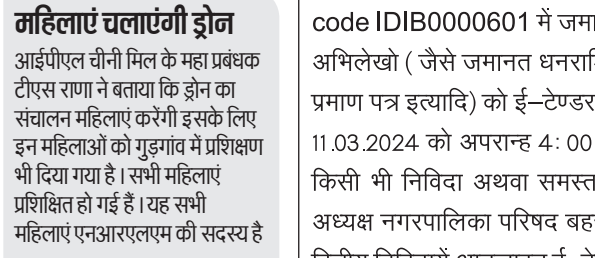 महिलाएं चलाएंगी ड्रोन
आईपीएल चीनी मिल के महा प्रबंधक
टीएस राणा ने बताया कि ड्रोन का
संचालन महिलाएं करेंगी इसके लिए
इन महिलाओं को गुड़गांव में प्रशिक्षण
भी दिया गया है। सभी महिलाएं
प्रशिक्षित हो गई हैं। यह सभी
महिलाएं एनआरएलएम की सदस्य है
code IDIB0000601 में जमा
अभिलेखो ( जैसे जमानत
प्रमाण पत्र इत्यादि) को ई–टेण्डर
11.03.2024 को अपरान्ह 4: 00
किसी भी निविदा अथवा समस्त
अध्यक्ष नगरपालिका परिषद